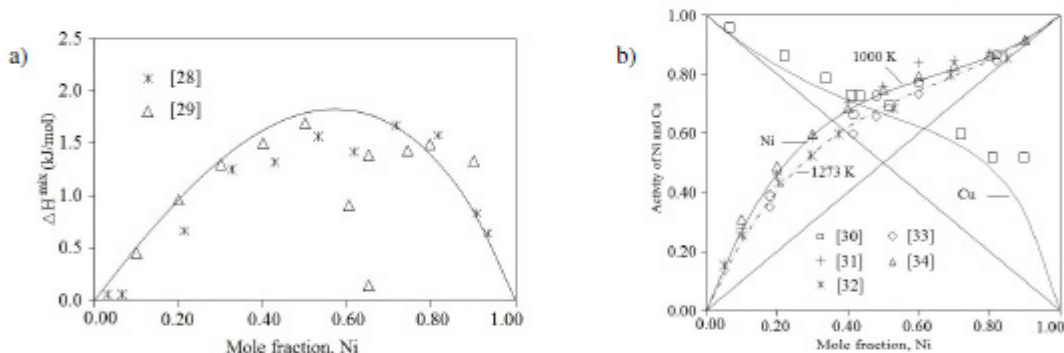 a)
ΔH^mix (kJ/mol)
2.5
2.0
1.5
1.0
0.5
0.0
[28]
[29]
0.00 0.20 0.40 0.60 0.80 1.00
Mole fraction, Ni
b)
Activity of Ni and Cu
1.00
0.80
0.60
0.40
0.20
0.00
1000 K
Ni
1273 K
Cu
[30] [33]
[31] [34]
[32]
0.00 0.20 0.40 0.60 0.80 1.00
Mole fraction, Ni